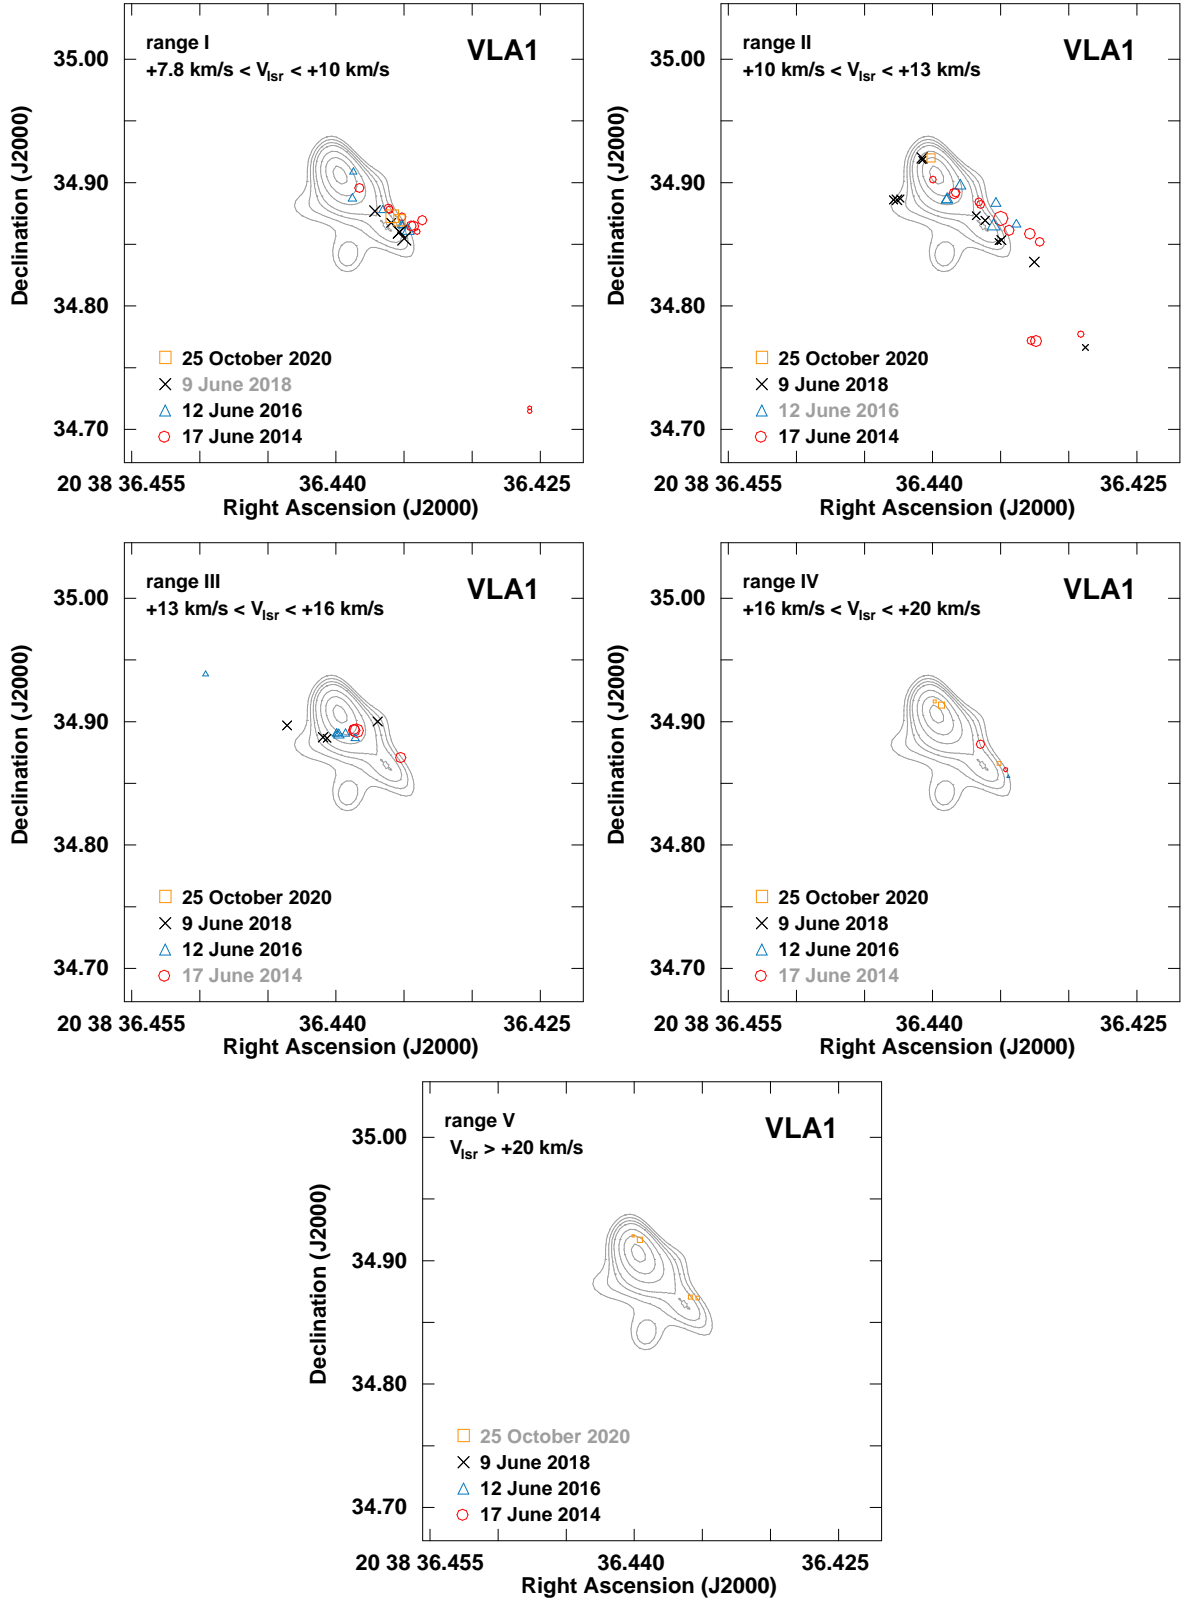 range I
VLA1
+7.8 km/s < Vlsr < +10 km/s
35.00
34.90
34.80
34.70
Declination (J2000)
25 October 2020
9 June 2018
12 June 2016
17 June 2014
20 38 36.455 36.440 36.425
Right Ascension (J2000)
range II
VLA1
+10 km/s < Vlsr < +13 km/s
35.00
34.90
34.80
34.70
Declination (J2000)
25 October 2020
9 June 2018
12 June 2016
17 June 2014
20 38 36.455 36.440 36.425
Right Ascension (J2000)
range III
VLA1
+13 km/s < Vlsr < +16 km/s
35.00
34.90
34.80
34.70
Declination (J2000)
25 October 2020
9 June 2018
12 June 2016
17 June 2014
20 38 36.455 36.440 36.425
Right Ascension (J2000)
range IV
VLA1
+16 km/s < Vlsr < +20 km/s
35.00
34.90
34.80
34.70
Declination (J2000)
25 October 2020
9 June 2018
12 June 2016
17 June 2014
20 38 36.455 36.440 36.425
Right Ascension (J2000)
range V
VLA1
Vlsr > +20 km/s
35.00
34.90
34.80
34.70
Declination (J2000)
25 October 2020
9 June 2018
12 June 2016
17 June 2014
20 38 36.455 36.440 36.425
Right Ascension (J2000)